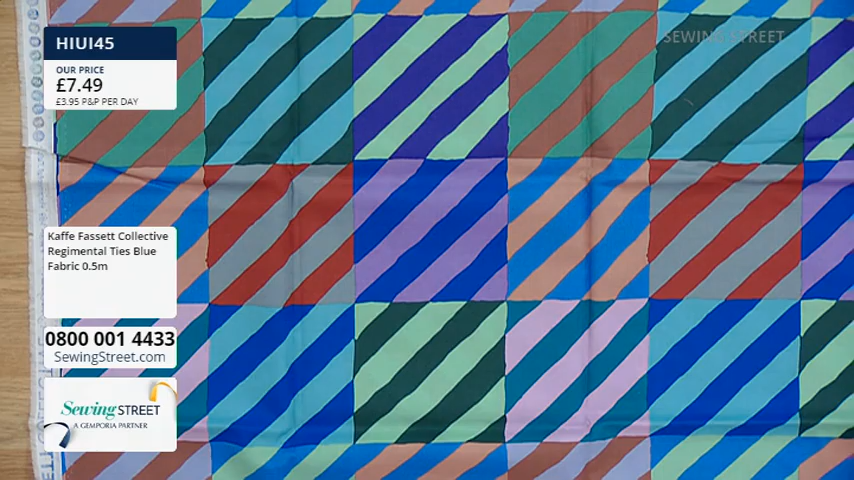 HIUI45
OUR PRICE
£7.49
£3.95 P&P PER DAY
SEWING STREET
Kaffe Fassett Collective
Regimental Ties Blue
Fabric 0.5m
0800 001 4433
SewingStreet.com
Sewing STREET
A GEMPORIA PARTNER